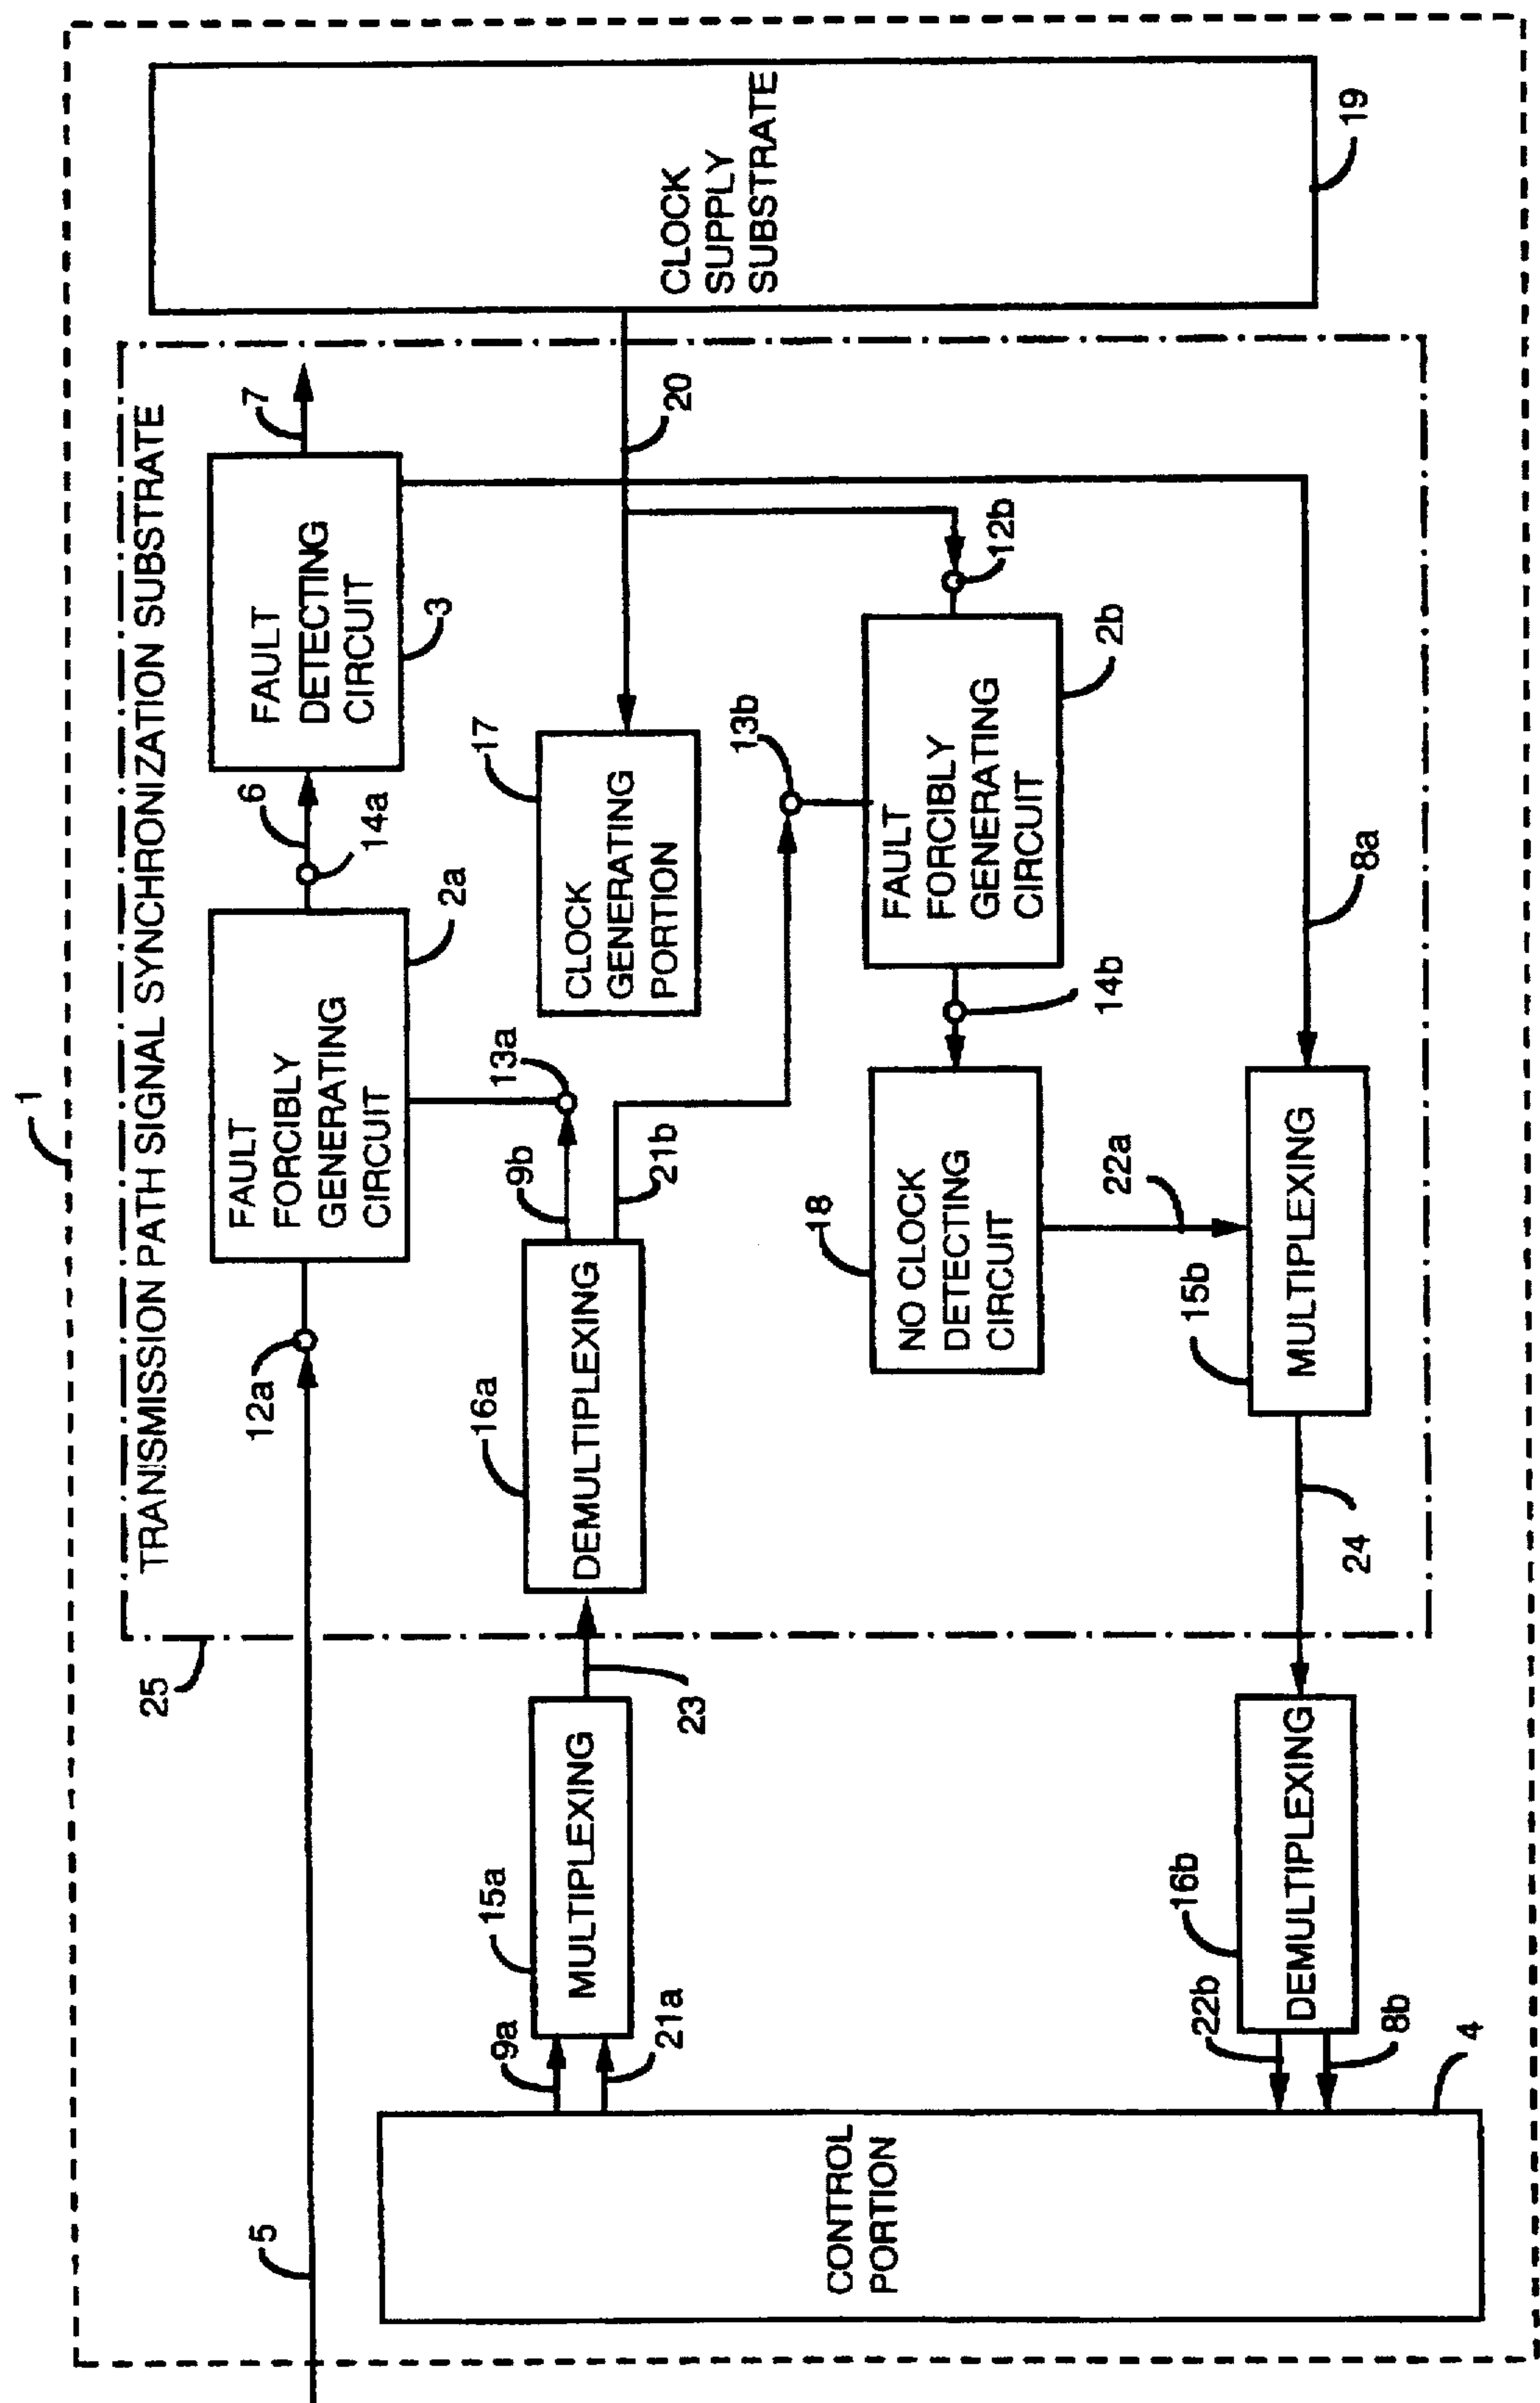 1
25
TRANSMISSION PATH SIGNAL SYNCHRONIZATION SUBSTRATE
5
12a
FAULT
FORCIBLY
GENERATING
CIRCUIT
2a
14a
6
FAULT
DETECTING
CIRCUIT
3
7
CONTROL
PORTION
4
9a
21a
15a
MULTIPLEXING
23
16a
DEMULTIPLEXING
9b
21b
13a
17
CLOCK
GENERATING
PORTION
20
13b
CLOCK
SUPPLY
SUBSTRATE
19
18
NO CLOCK
DETECTING
CIRCUIT
14b
FAULT
FORCIBLY
GENERATING
CIRCUIT
2b
12b
22a
22b
8b
16b
DEMULTIPLEXING
24
15b
MULTIPLEXING
8a